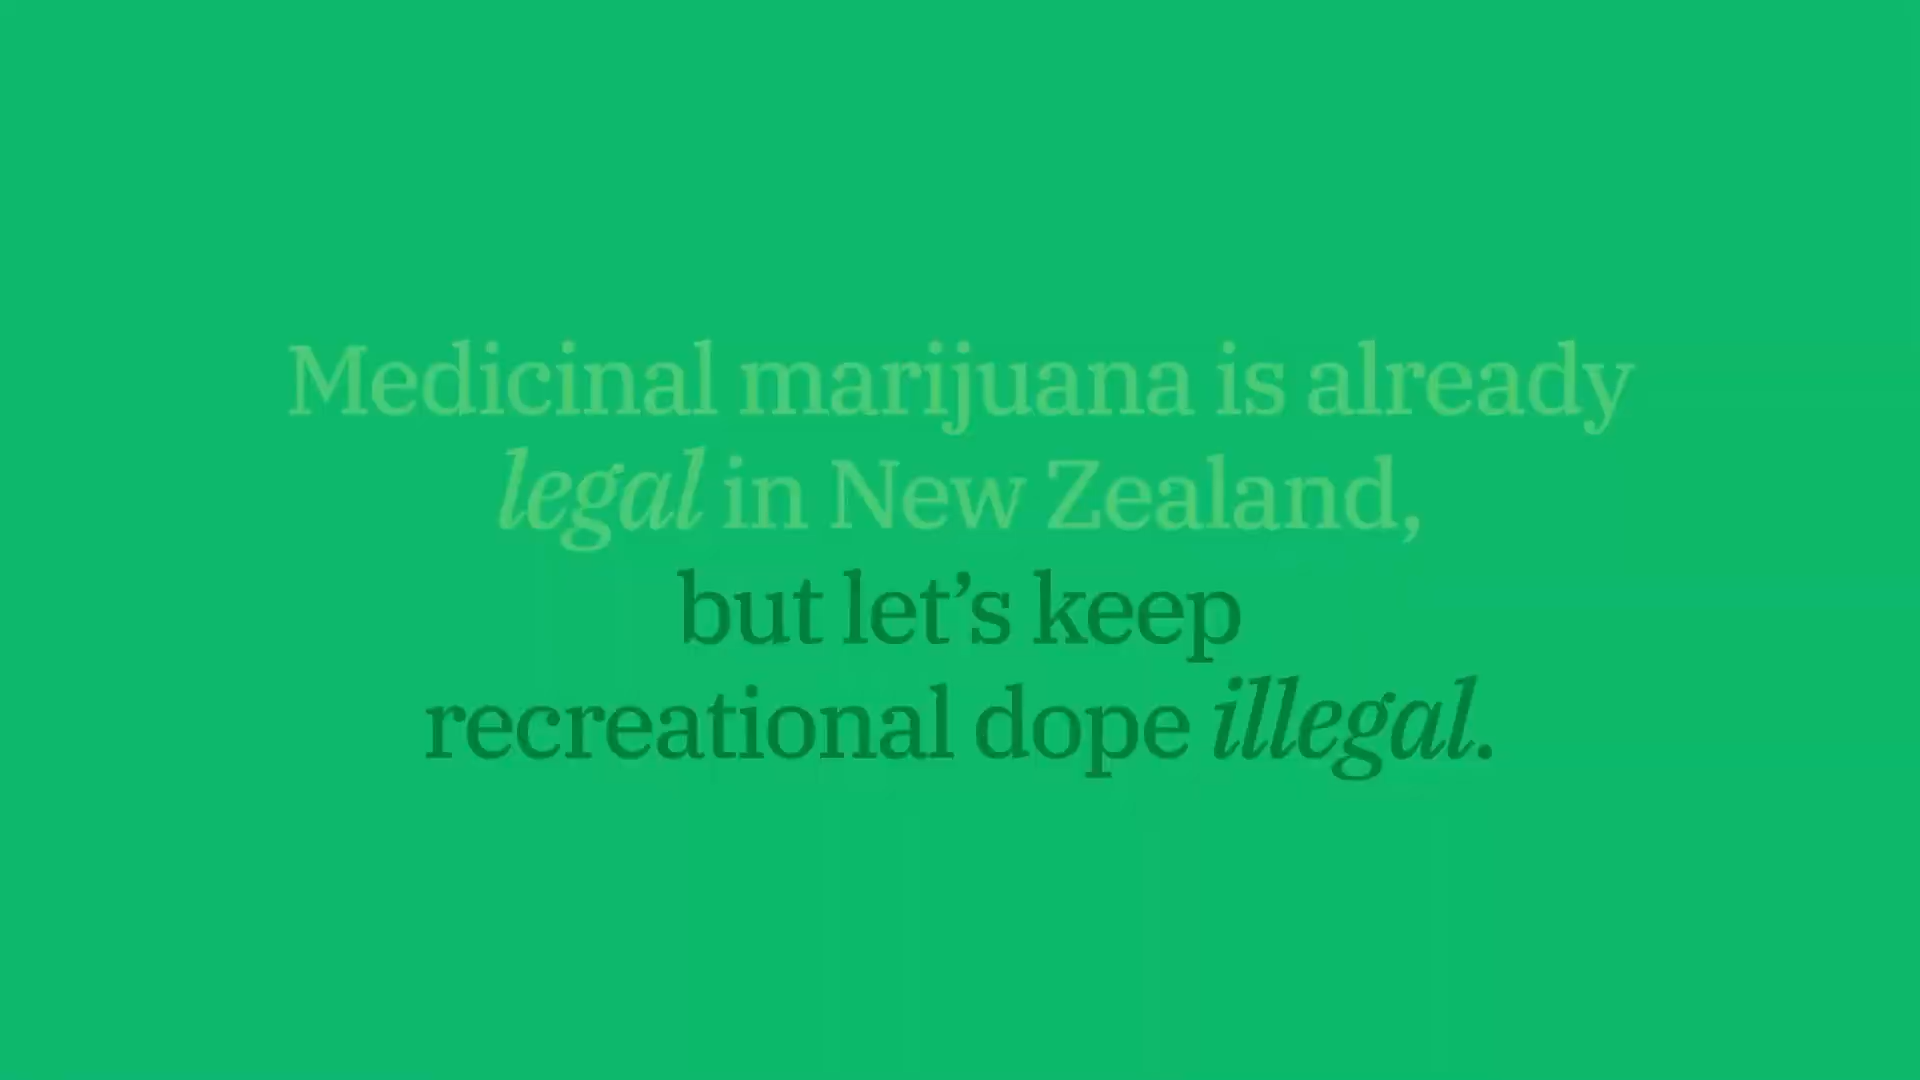 Medicinal marijuana is already
legal in New Zealand,
but let’s keep
recreational dope illegal.